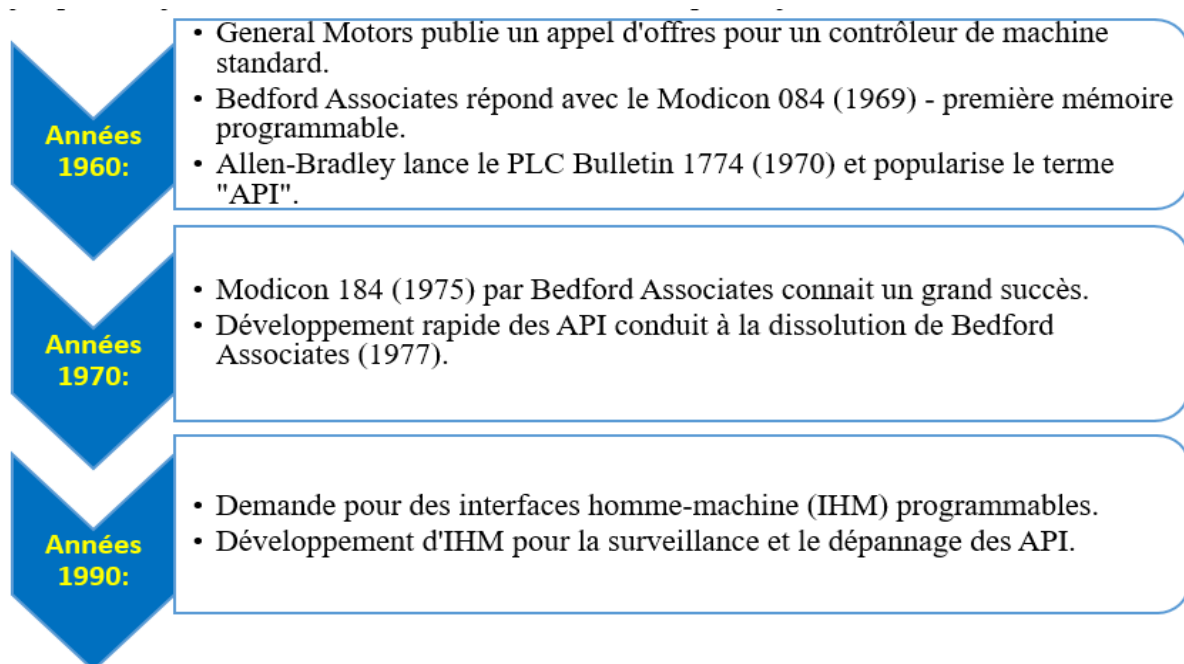 Années
1960:
• General Motors publie un appel d'offres pour un contrôleur de machine
standard.
• Bedford Associates répond avec le Modicon 084 (1969) - première mémoire
programmable.
• Allen-Bradley lance le PLC Bulletin 1774 (1970) et popularise le terme
"API".
Années
1970:
• Modicon 184 (1975) par Bedford Associates connait un grand succès.
• Développement rapide des API conduit à la dissolution de Bedford
Associates (1977).
Années
1990:
• Demande pour des interfaces homme-machine (IHM) programmables.
• Développement d'IHM pour la surveillance et le dépannage des API.